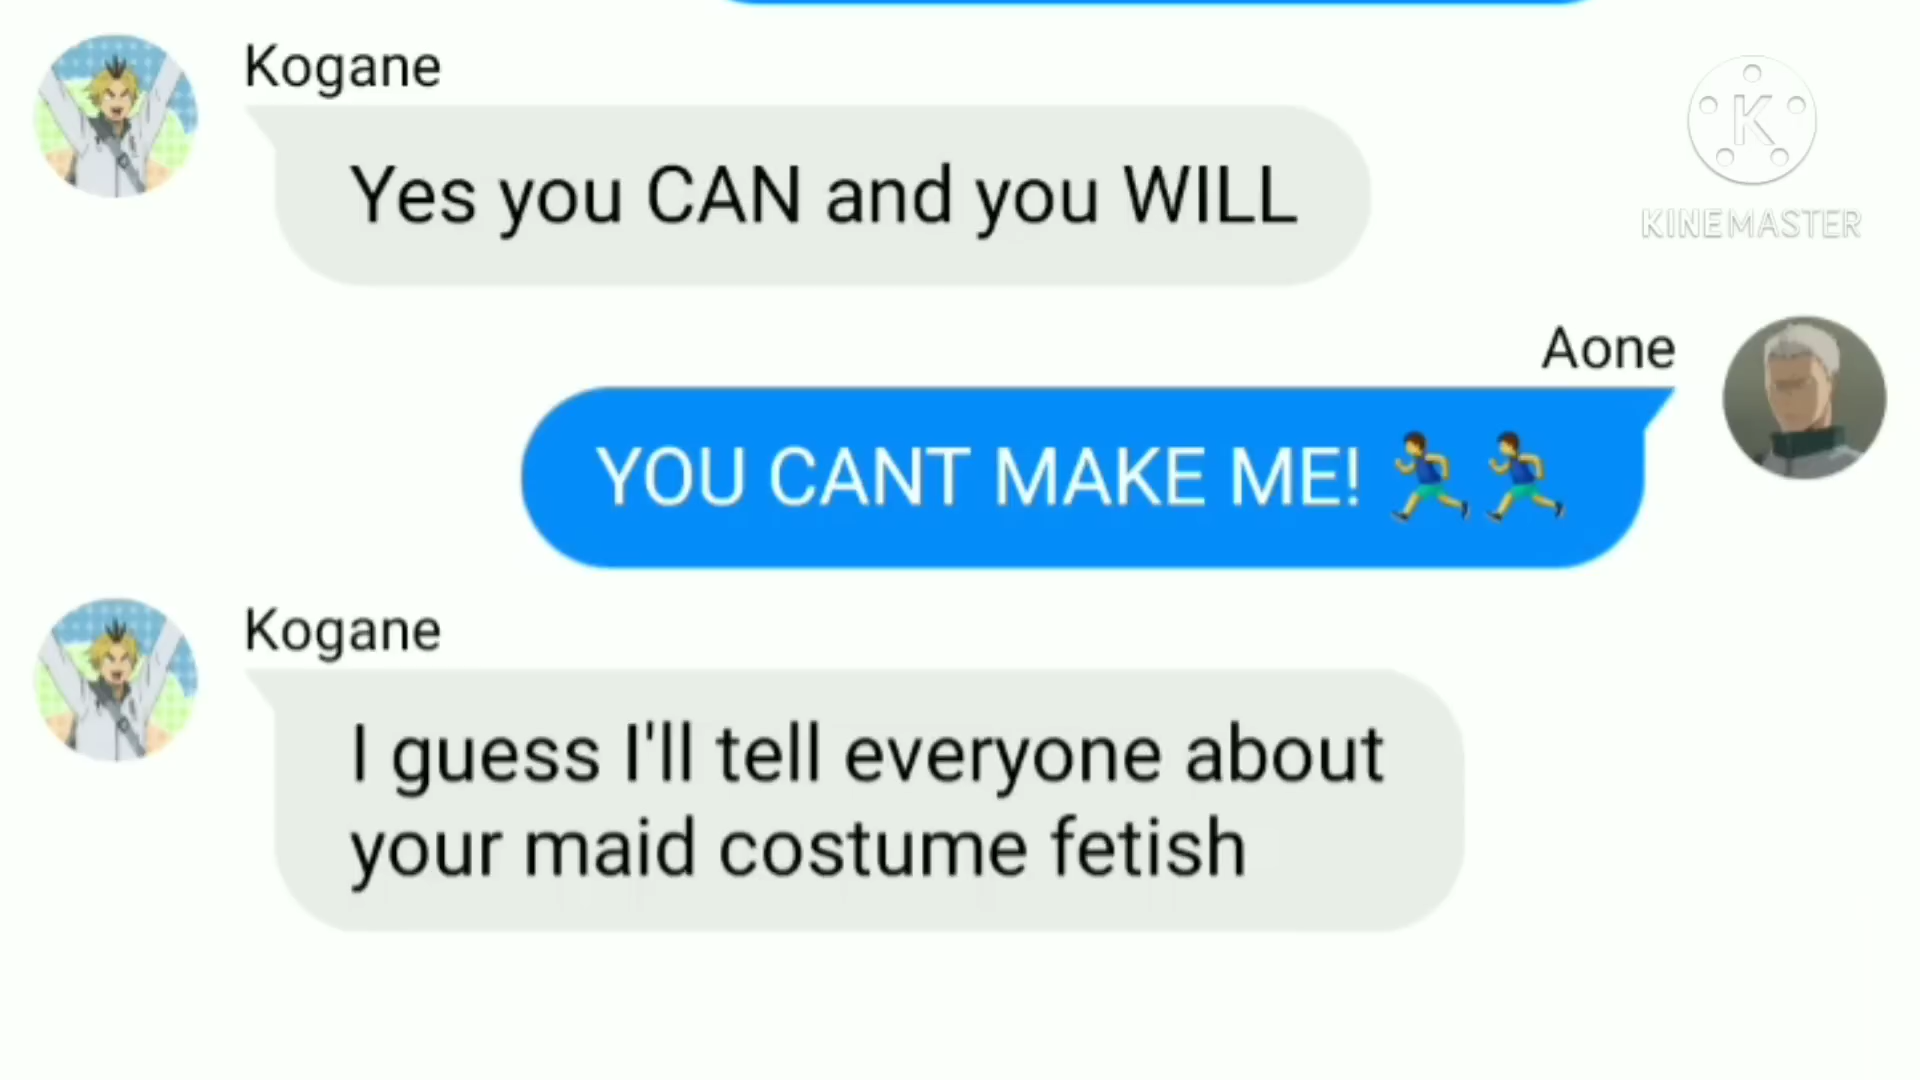 Kogane
Yes you CAN and you WILL
K
KINEMASTER
Aone
YOU CANT MAKE ME! 🏃‍♂️🏃‍♂️
Kogane
I guess I'll tell everyone about
your maid costume fetish